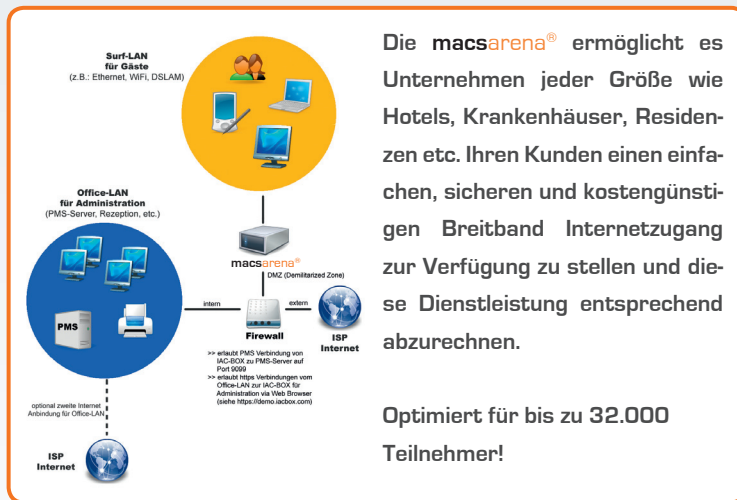 Surf-LAN
für Gäste
(z.B.: Ethernet, WiFi, DSLAM)
Office-LAN
für Administration
(PMS-Server, Rezeption, etc.)
macsarena®
DMZ (Demilitarized Zone)
intern
extern
PMS
Firewall
ISP
Internet
>> erlaubt PMS Verbindung von
IAC-BOX zu PMS-Server auf
Port 9099
>> erlaubt https Verbindungen vom
Office-LAN zur IAC-BOX für
Administration via Web Browser
(siehe https://demo.iacbox.com)
optional zweite Internet
Anbindung für Office-LAN
ISP
Internet
Die macsarena® ermöglicht es
Unternehmen jeder Größe wie
Hotels, Krankenhäuser, Residen-
zen etc. Ihren Kunden einen einfa-
chen, sicheren und kostengünsti-
gen Breitband Internetzugang
zur Verfügung zu stellen und die-
se Dienstleistung entsprechend
abzurechnen.
Optimiert für bis zu 32.000
Teilnehmer!